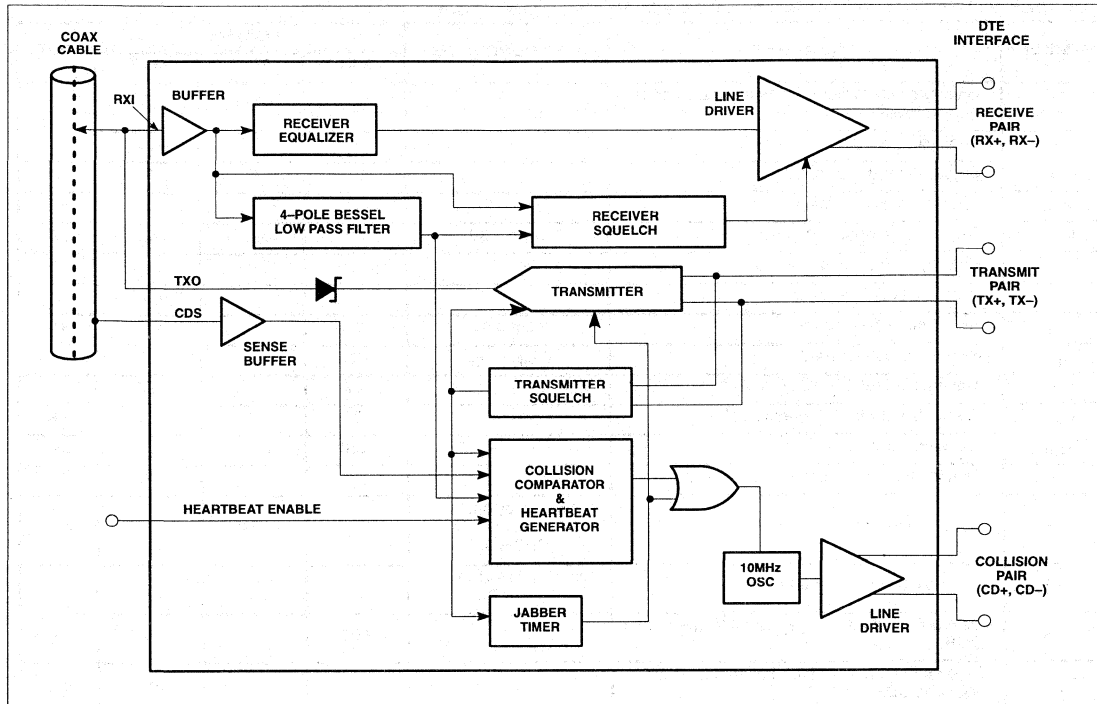 COAX
CABLE
DTE
INTERFACE
RXI
BUFFER
RECEIVER
EQUALIZER
LINE
DRIVER
RECEIVE
PAIR
(RX+, RX–)
4–POLE BESSEL
LOW PASS FILTER
RECEIVER
SQUELCH
TXO
TRANSMITTER
TRANSMIT
PAIR
(TX+, TX–)
CDS
SENSE
BUFFER
TRANSMITTER
SQUELCH
COLLISION
COMPARATOR
&
HEARTBEAT
GENERATOR
HEARTBEAT ENABLE
10MHz
OSC
COLLISION
PAIR
(CD+, CD–)
LINE
DRIVER
JABBER
TIMER